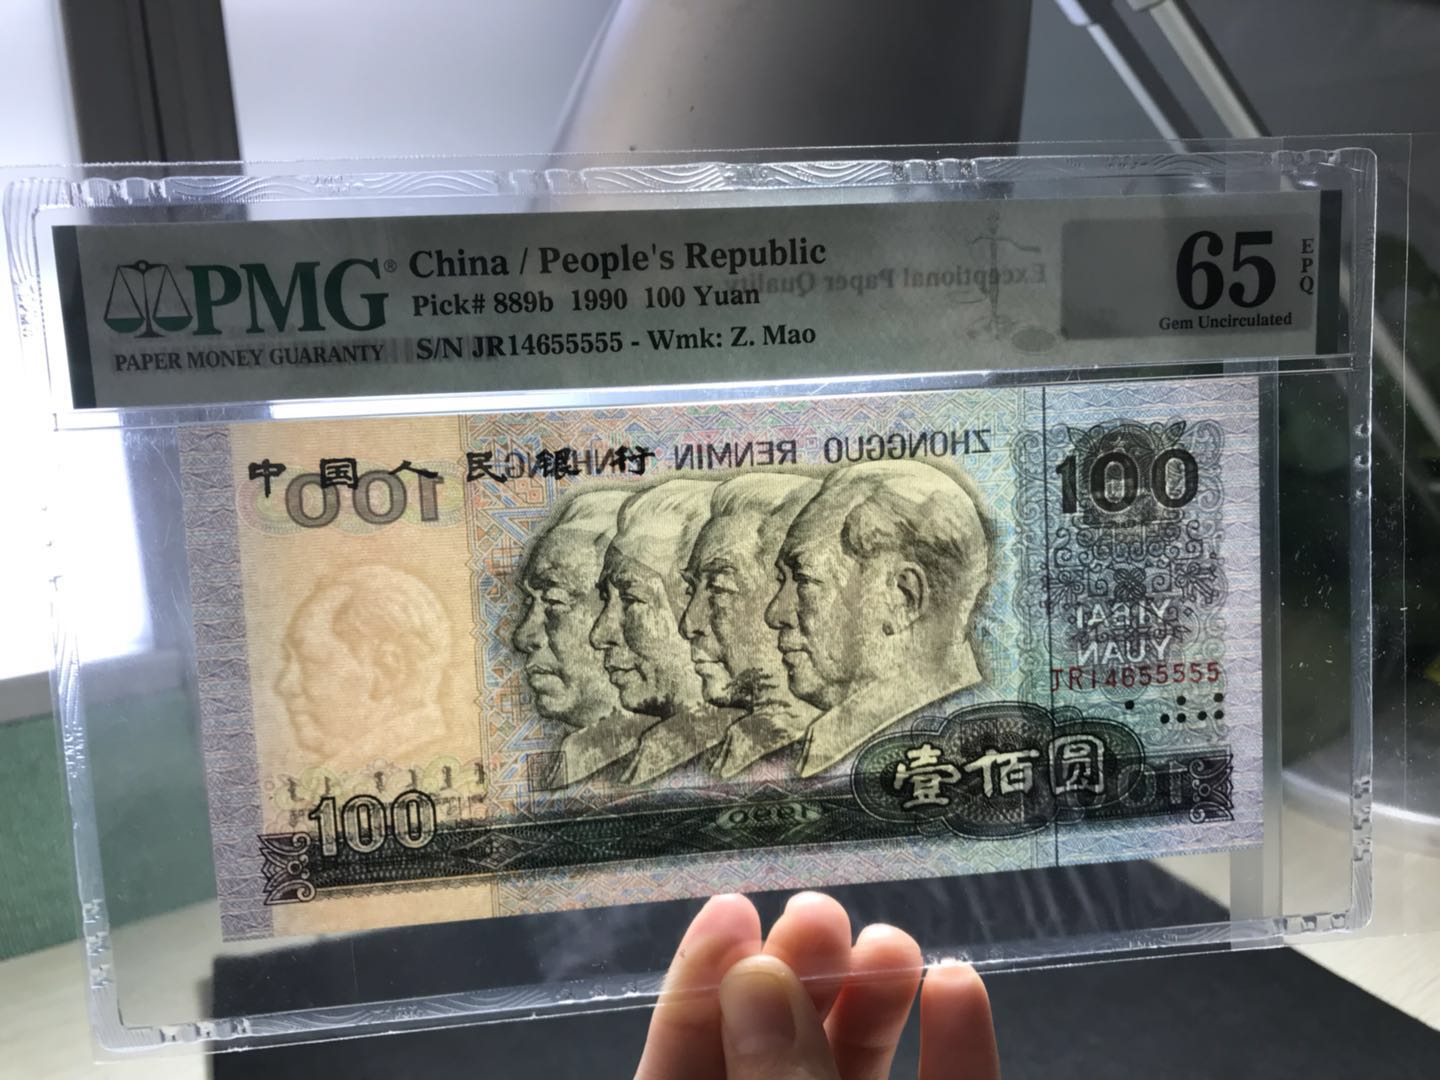 PMG®
PAPER MONEY GUARANTY
China / People's Republic
Pick# 889b 1990 100 Yuan
S/N JR14655555 - Wmk: Z. Mao
Exceptional Paper Quality
65
EPQ
Gem Uncirculated
中国人民银行
ZHONGGUO RENMIN YINHANG
100
100
YIBAI
YUAN
JR14655555
壹佰圆
100
1990
100